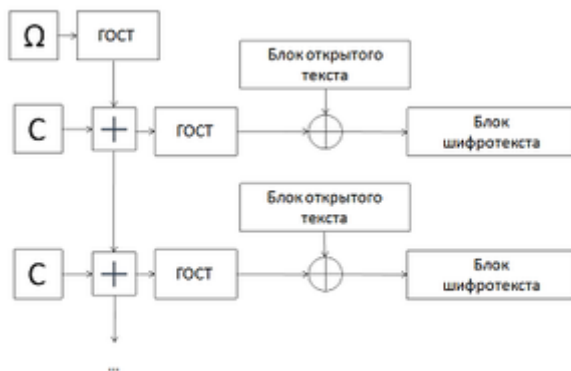 Ω
ГОСТ
Блок открытого
текста
С
+
ГОСТ
Блок
шифротекста
Блок открытого
текста
С
+
ГОСТ
Блок
шифротекста
...